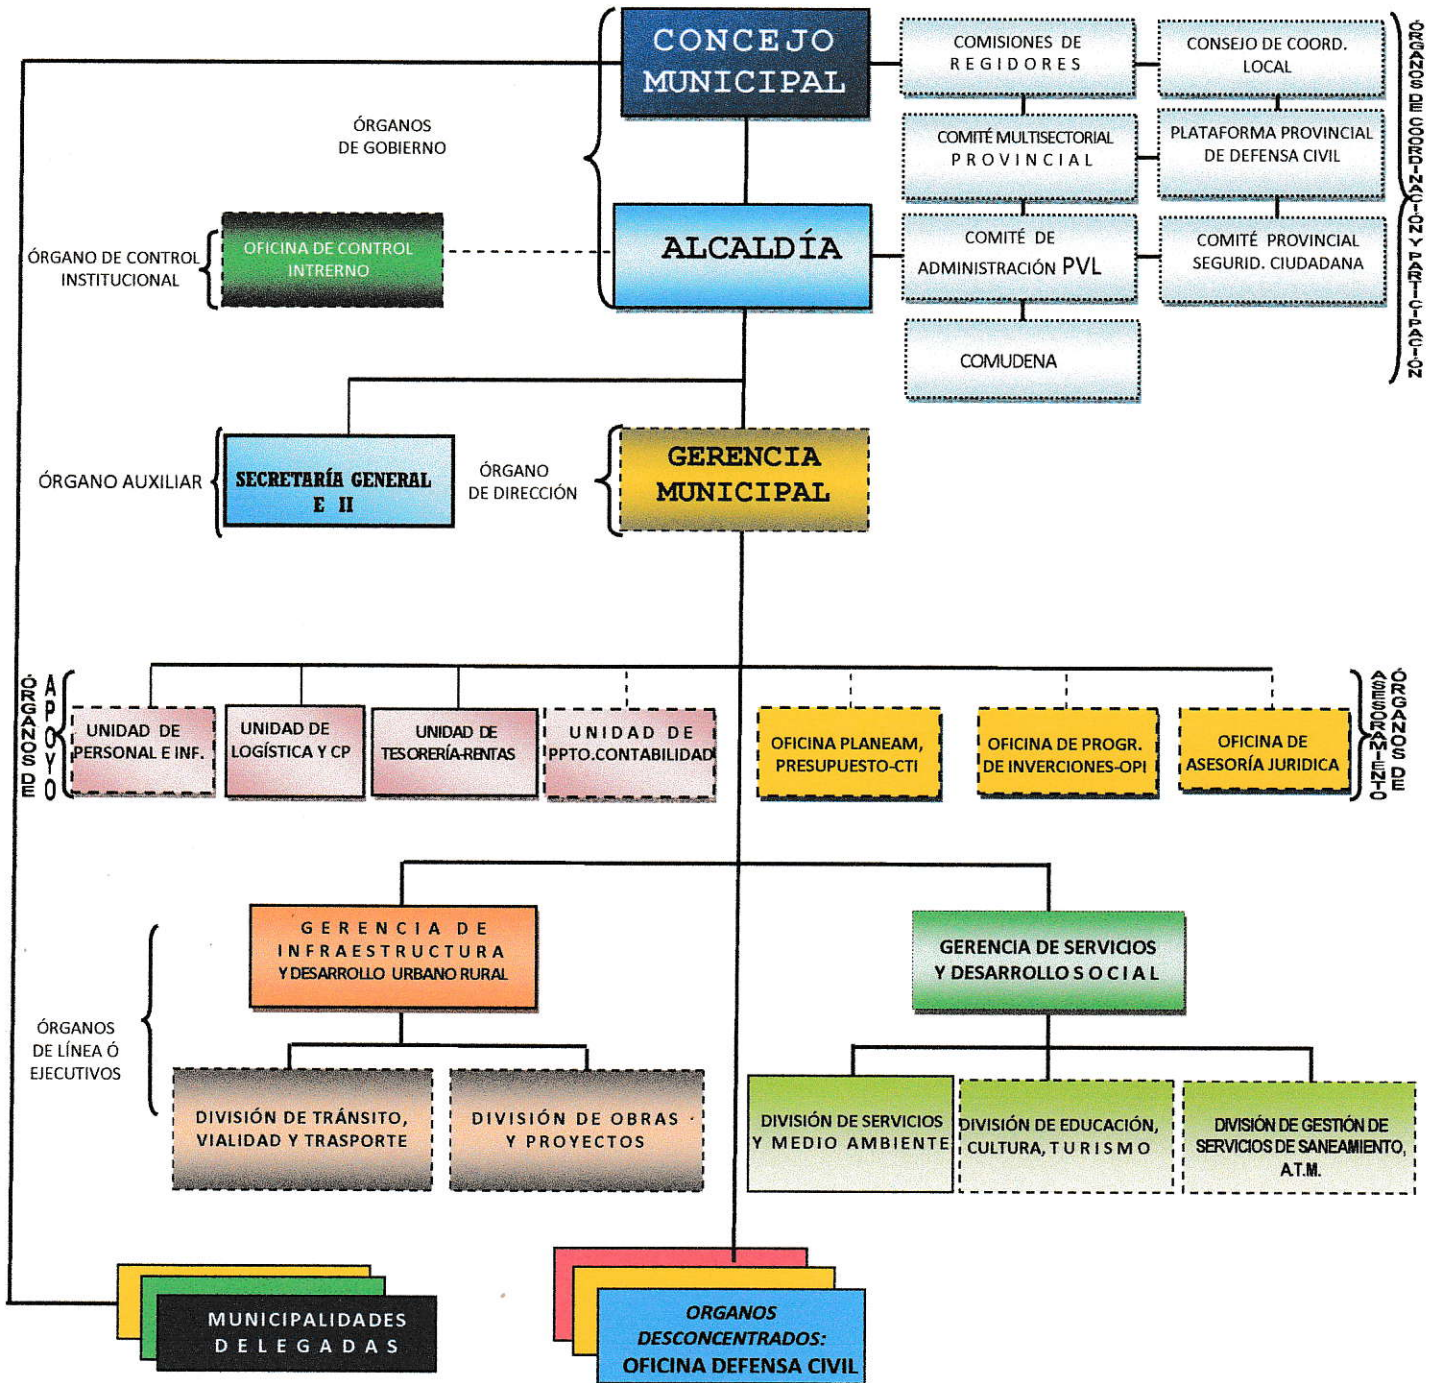 CONCEJO
MUNICIPAL
COMISIONES DE
REGIDORES
CONSEJO DE COORD.
LOCAL
ÓRGANOS DE COORDINACIÓN Y PARTICIPACIÓN
ÓRGANOS
DE GOBIERNO
COMITÉ MULTISECTORIAL
PROVINCIAL
PLATAFORMA PROVINCIAL
DE DEFENSA CIVIL
ÓRGANO DE CONTROL
INSTITUCIONAL
OFICINA DE CONTROL
INTRERNO
ALCALDÍA
COMITÉ DE
ADMINISTRACIÓN PVL
COMITÉ PROVINCIAL
SEGURID. CIUDADANA
COMUDENA
ÓRGANO AUXILIAR
SECRETARÍA GENERAL
E II
ÓRGANO
DE DIRECCIÓN
GERENCIA
MUNICIPAL
ÓRGANOS DE
APOYO
UNIDAD DE
PERSONAL E INF.
UNIDAD DE
LOGÍSTICA Y CP
UNIDAD DE
TESORERÍA-RENTAS
UNIDAD DE
PPTO.CONTABILIDAD
OFICINA PLANEAM,
PRESUPUESTO-CTI
OFICINA DE PROGR.
DE INVERCIONES-OPI
OFICINA DE
ASESORÍA JURIDICA
ÓRGANOS DE
ASESORAMIENTO
GERENCIA DE
INFRAESTRUCTURA
Y DESARROLLO URBANO RURAL
GERENCIA DE SERVICIOS
Y DESARROLLO SOCIAL
ÓRGANOS
DE LÍNEA Ó
EJECUTIVOS
DIVISIÓN DE TRÁNSITO,
VIALIDAD Y TRASPORTE
DIVISIÓN DE OBRAS
Y PROYECTOS
DIVISIÓN DE SERVICIOS
Y MEDIO AMBIENTE
DIVISIÓN DE EDUCACIÓN,
CULTURA, TURISMO
DIVISIÓN DE GESTIÓN DE
SERVICIOS DE SANEAMIENTO,
A.T.M.
MUNICIPALIDADES
DELEGADAS
ORGANOS
DESCONCENTRADOS:
OFICINA DEFENSA CIVIL